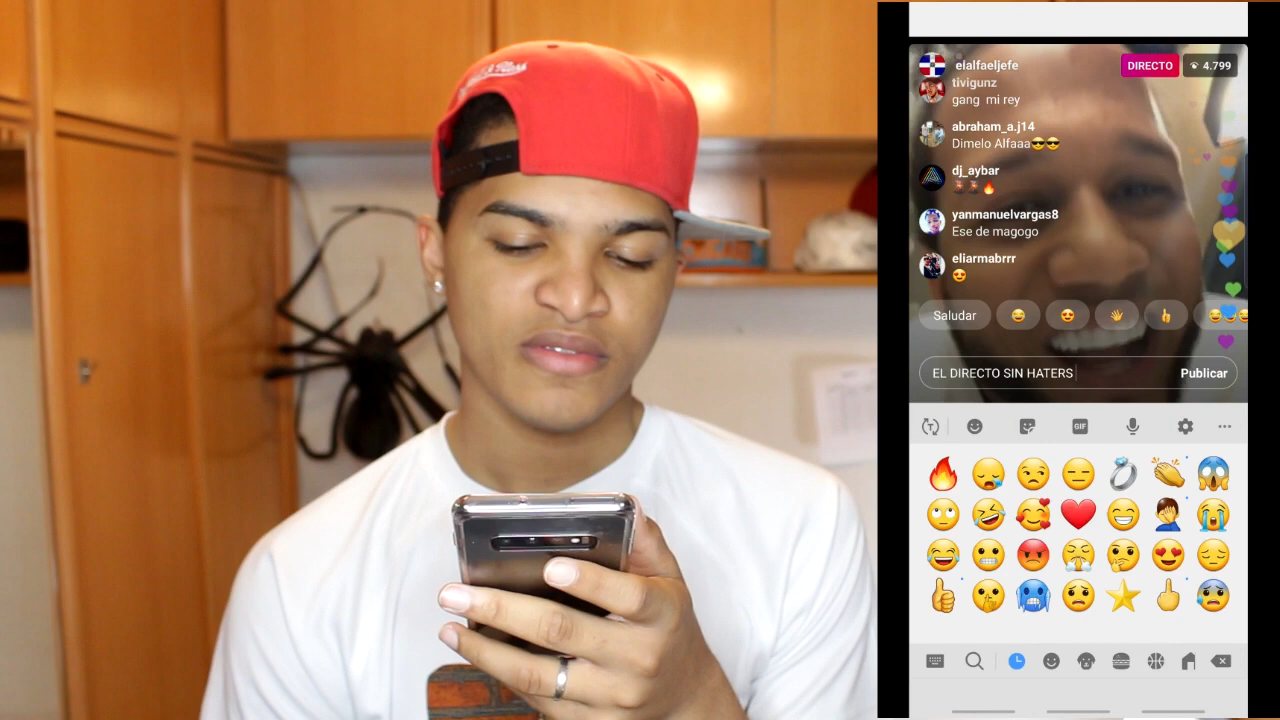 elalfaeljefe
DIRECTO
4.799
tivigunz
gang mi rey
abraham_a.j14
Dimelo Alfaaa😎😎
dj_aybar
yanmanuelvargas8
Ese de magogo
eliarmabrrr
😍
Saludar
EL DIRECTO SIN HATERS
Publicar
GIF